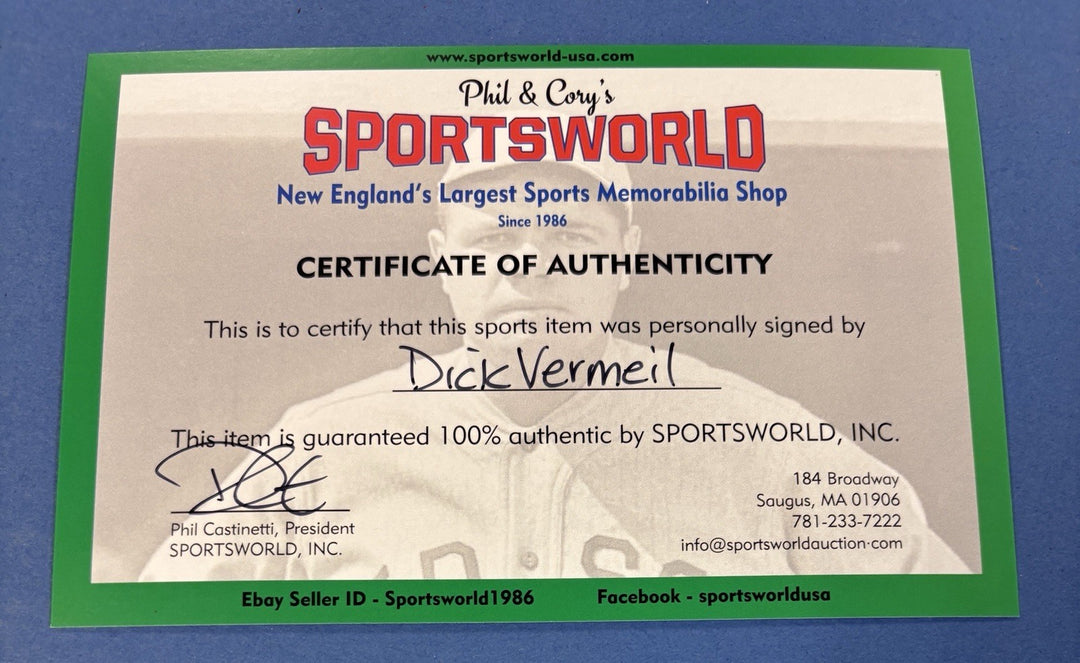 www.sportsworld-usa.com
Phil & Cory's
SPORTSWORLD
New England's Largest Sports Memorabilia Shop
Since 1986
CERTIFICATE OF AUTHENTICITY
This is to certify that this sports item was personally signed by
Dick Vermeil
This item is guaranteed 100% authentic by SPORTSWORLD, INC.
Phil Castinetti, President
SPORTSWORLD, INC.
184 Broadway
Saugus, MA 01906
781-233-7222
info@sportsworldauction·com
Ebay Seller ID - Sportsworld1986
Facebook - sportsworldusa